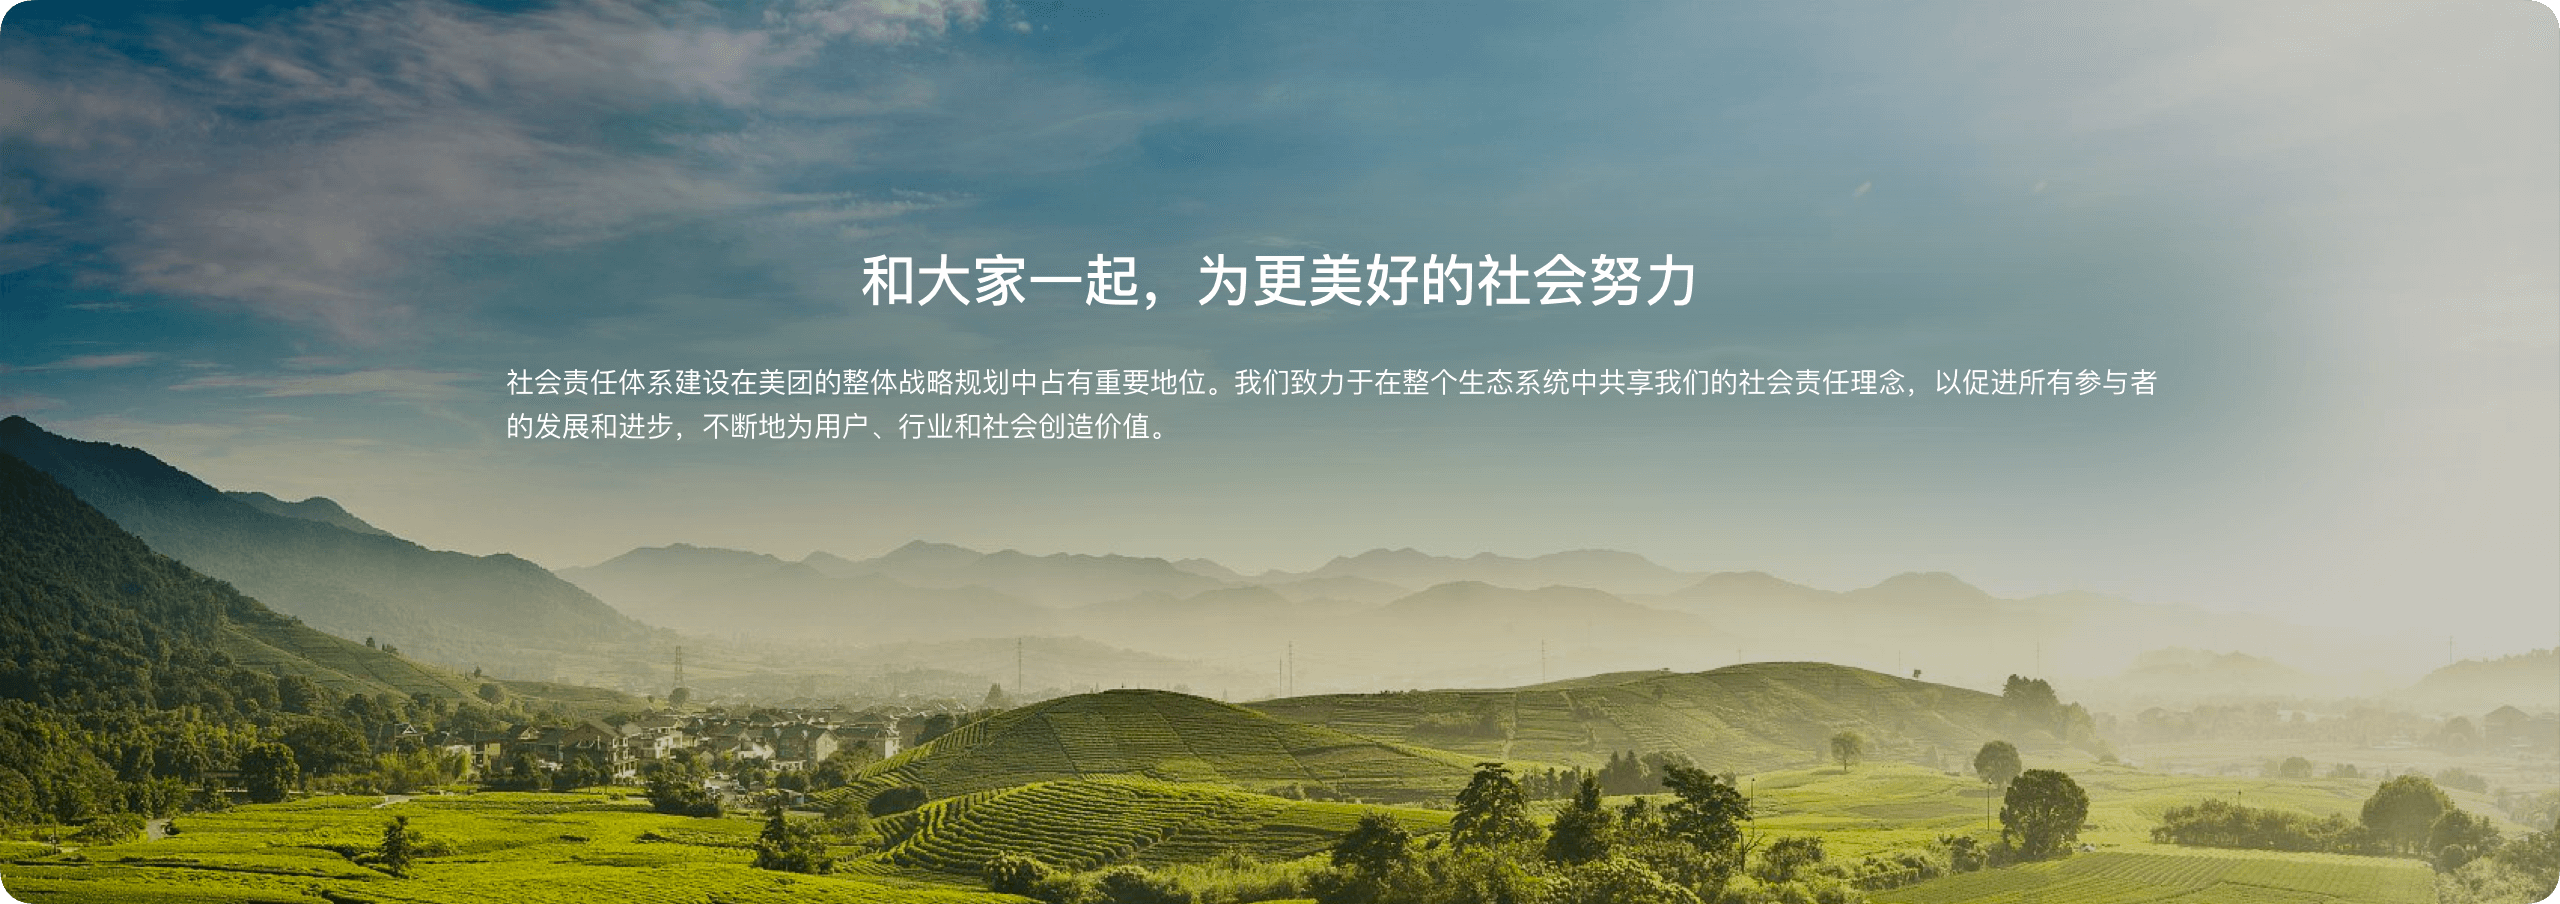 和大家一起，为更美好的社会努力
社会责任体系建设在美团的整体战略规划中占有重要地位。我们致力于在整个生态系统中共享我们的社会责任理念，以促进所有参与者
的发展和进步，不断地为用户、行业和社会创造价值。